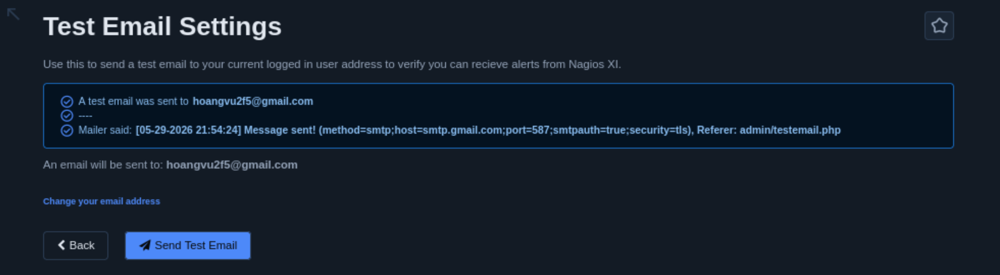 Test Email Settings
Use this to send a test email to your current logged in user address to verify you can recieve alerts from Nagios XI.
A test email was sent to hoangvu2f5@gmail.com
----
Mailer said: [05-29-2026 21:54:24] Message sent! (method=smtp;host=smtp.gmail.com;port=587;smtpauth=true;security=tls), Referer: admin/testemail.php
An email will be sent to: hoangvu2f5@gmail.com
Change your email address
Back
Send Test Email